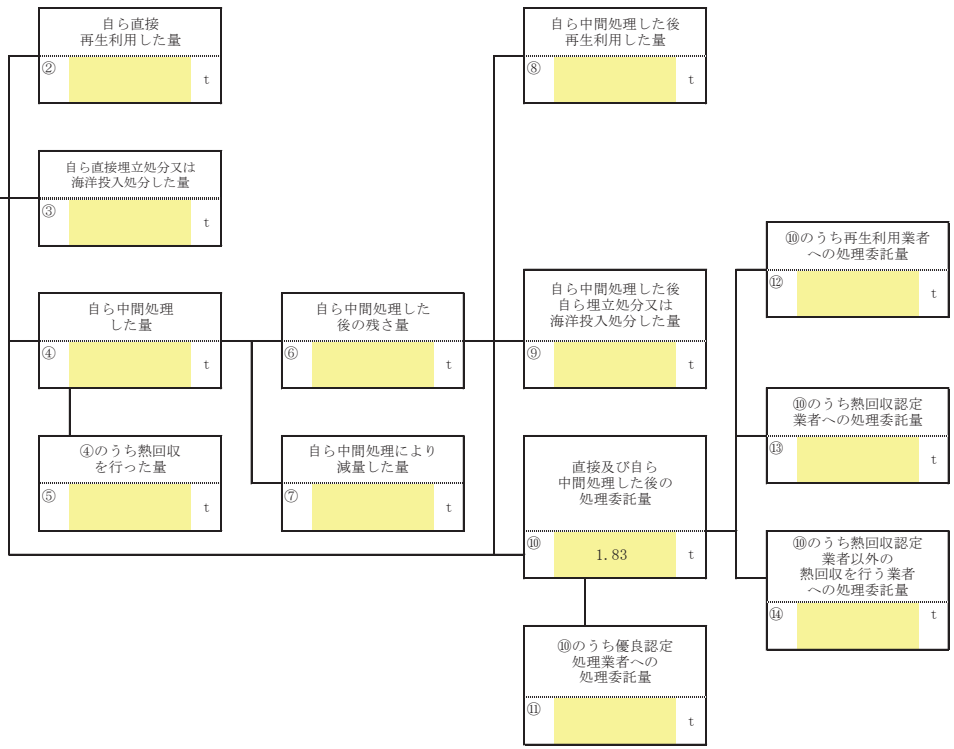 自ら直接
再生利用した量
② t
自ら中間処理した後
再生利用した量
⑧ t
自ら直接埋立処分又は
海洋投入処分した量
③ t
⑩のうち再生利用業者
への処理委託量
⑫ t
自ら中間処理
した量
④ t
自ら中間処理した
後の残さ量
⑥ t
自ら中間処理した後
自ら埋立処分又は
海洋投入処分した量
⑨ t
⑩のうち熱回収認定
業者への処理委託量
⑬ t
④のうち熱回収
を行った量
⑤ t
自ら中間処理により
減量した量
⑦ t
直接及び自ら
中間処理した後の
処理委託量
⑩ 1.83 t
⑩のうち熱回収認定
業者以外の
熱回収を行う業者
への処理委託量
⑭ t
⑩のうち優良認定
処理業者への
処理委託量
⑪ t